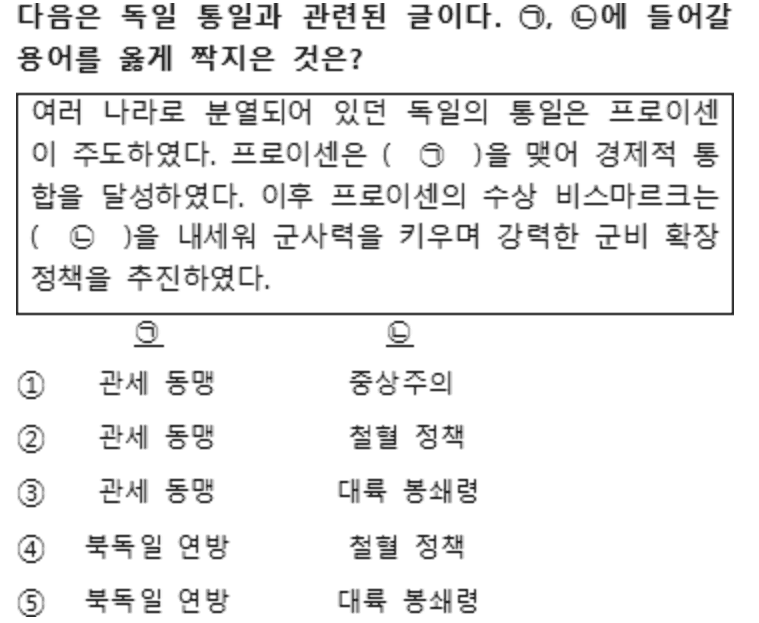 다음은 독일 통일과 관련된 글이다. ㉠, ㉡에 들어갈
용어를 옳게 짝지은 것은?
여러 나라로 분열되어 있던 독일의 통일은 프로이센
이 주도하였다. 프로이센은 ( ㉠ )을 맺어 경제적 통
합을 달성하였다. 이후 프로이센의 수상 비스마르크는
( ㉡ )을 내세워 군사력을 키우며 강력한 군비 확장
정책을 추진하였다.
㉠ ㉡
① 관세 동맹 중상주의
② 관세 동맹 철혈 정책
③ 관세 동맹 대륙 봉쇄령
④ 북독일 연방 철혈 정책
⑤ 북독일 연방 대륙 봉쇄령